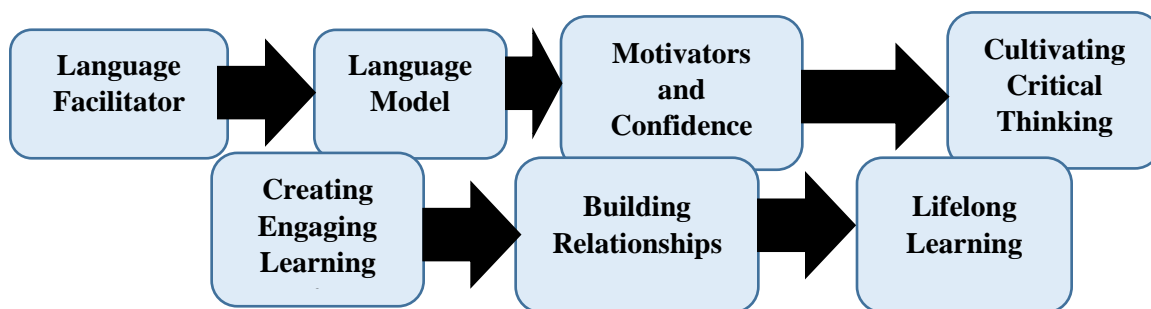 Language
Facilitator
Language
Model
Motivators
and
Confidence
Cultivating
Critical
Thinking
Creating
Engaging
Learning
Building
Relationships
Lifelong
Learning